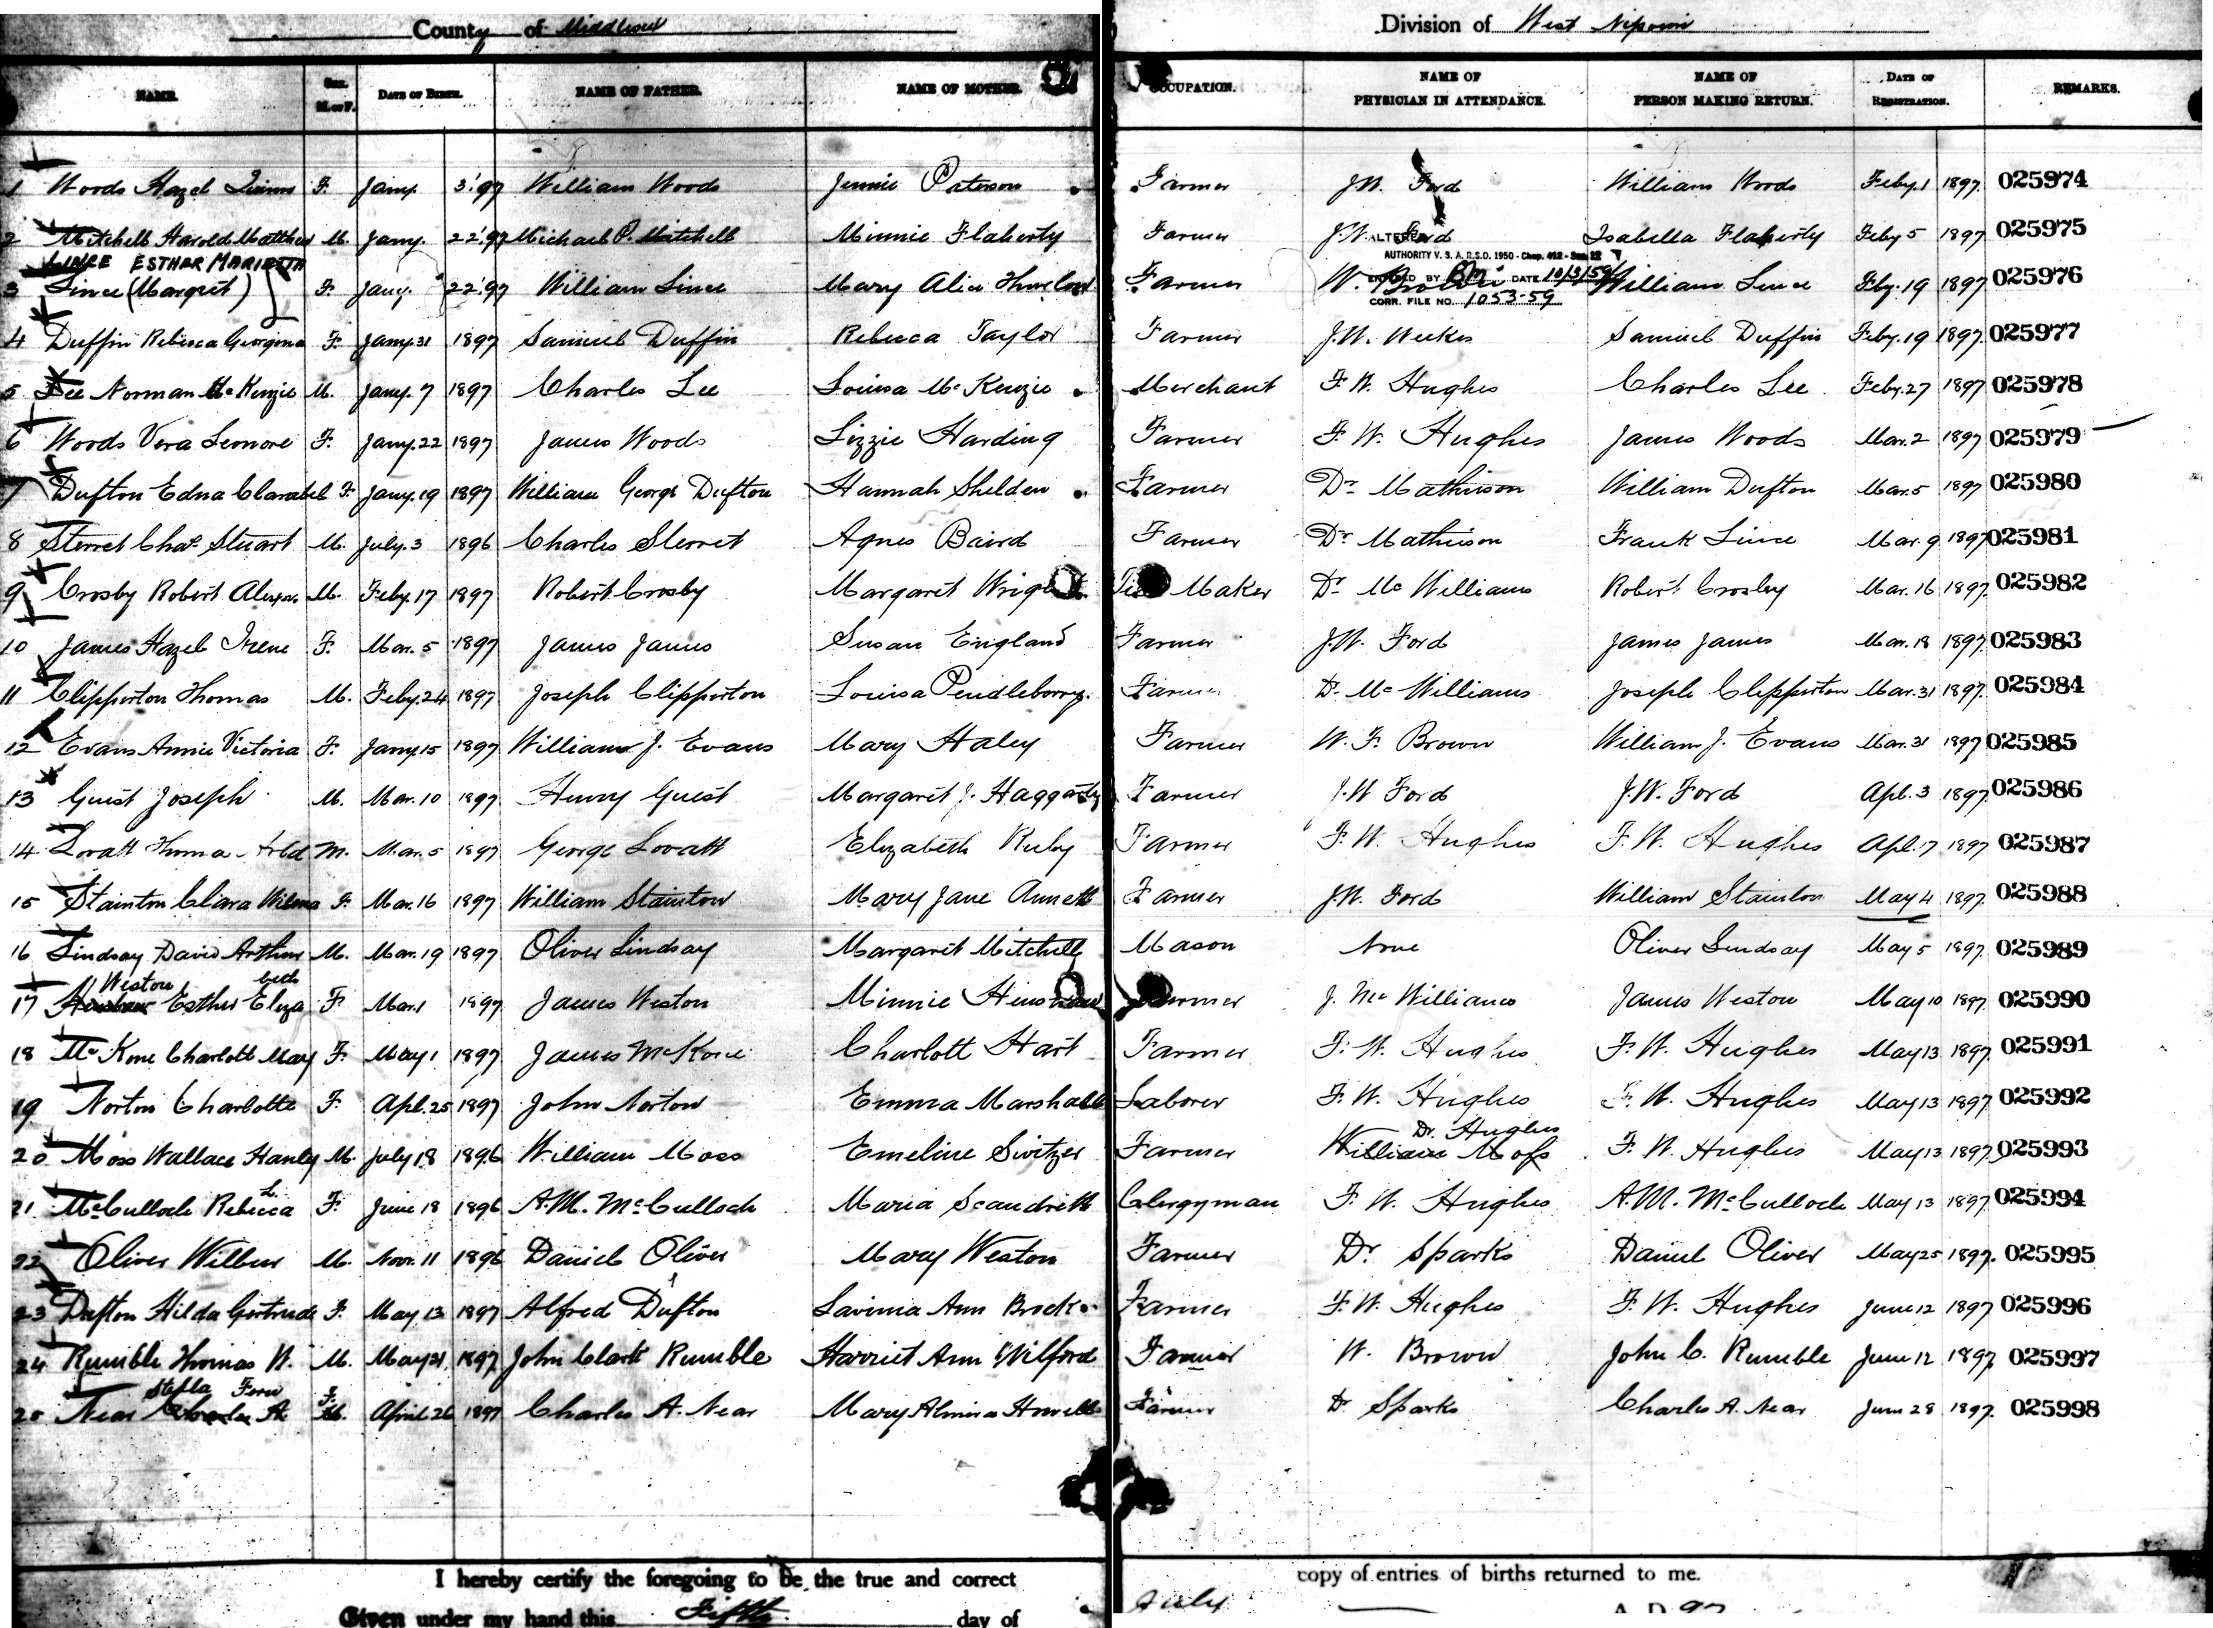 County of Middlesex Division of West Nissouri
NAME. Sex. M. or F. DATE OF BIRTH. NAME OF FATHER. NAME OF MOTHER. OCCUPATION. NAME OF PHYSICIAN IN ATTENDANCE. NAME OF PERSON MAKING RETURN. DATE OF REGISTRATION. REMARKS.
1 Woods Hazel F. Jany 3'.97 William Woods Jennie Paterson Farmer J.W. Ford William Woods Feby.1 1897. 025974
2 Mitchell Harold Matthew M. Jany. 22'.97 Michael P. Mitchell Minnie Flaherty Farmer J.W. Ford Isabella Flaherty Feby 5 1897 025975
LINCE ESTHER MARIETTA
ALTERED
AUTHORITY V. S. A. R.S.O. 1950 - Chap. 412 - Sec. 22
3 Lince (Margret) F. Jany. 22'.97 William Lince Mary Alice Farmer W. Brown William Lince Feby. 19 1897 025976
BY DATE 10/3/59
CORR. FILE NO. 1053-59
4 Duffin Rebecca Georgina F. Jany.31 1897 Samuel Duffin Rebecca Taylor Farmer J.W. Weekes Samuel Duffin Feby.19 1897. 025977
5 Lee Norman McKenzie M. Jany.7 1897 Charles Lee Louisa McKenzie Merchant F.W. Hughes Charles Lee Feby.27 1897 025978
6 Woods Vera Lenore F. Jany.22 1897 James Woods Lizzie Harding Farmer F.W. Hughes James Woods Mar.2 1897 025979
7 Dufton Edna Clarabel F. Jany.19 1897 William George Dufton Hannah Shelden Farmer Dr Mathieson William Dufton Mar.5 1897 025980
8 Sterret Chas Stuart M. July.3 1896 Charles Sterret Agnes Baird Farmer Dr Mathieson Frank Lince Mar.9 1897 025981
9 Crosby Robert Alexr. M. Feby.17 1897 Robert Crosby Margaret Wright Maker Dr McWilliams Robert Crosby Mar.16 1897. 025982
10 James Hazel Irene F. Mar.5 1897 James James Susan England Farmer J.W. Ford James James Mar.18 1897. 025983
11 Clipperton Thomas M. Feby.24 1897 Joseph Clipperton Louisa Pendleberry. Farmer Dr McWilliams Joseph Clipperton Mar.31 1897. 025984
12 Evans Annie Victoria F. Jany.15 1897 William J. Evans Mary Haley Farmer W.F. Brown William J. Evans Mar.31 1897 025985
13 Guest Joseph M. Mar.10 1897 Henry Guest Margaret J. Haggarty Farmer J.W Ford J.W. Ford Apl.3 1897. 025986
14 Lovatt M. Mar.5 1897 George Lovatt Elizabeth Ruby Farmer F.W. Hughes F.W. Hughes Apl.17 1897 025987
15 Stainton Clara Wilena F. Mar.16 1897 William Stainton Mary Jane Annett Farmer J.W. Ford William Stainton May 4 1897. 025988
16 Lindsay David Arthur M. Mar.19 1897 Oliver Lindsay Margaret Mitchell Mason None Oliver Lindsay May 5 1897. 025989
Weston beth
17 Henshaw Esther Eliza F. Mar.1 1897 James Weston Minnie Henshaw Farmer J. McWilliams James Weston May 10 1897. 025990
18 McKone Charlott May F. May 1 1897 James McKone Charlott Hart Farmer F.W. Hughes F.W. Hughes May 13 1897. 025991
19 Norton Charlotte F. Apl.25 1897 John Norton Emma Marshall Laborer F.W. Hughes F.W. Hughes May 13 1897. 025992
Dr. Hughes
20 Moss Wallace Hanley M. July 18 1896 William Moss Emeline Switzer Farmer William Moss F.W. Hughes May 13 1897. 025993
L.
21 McCulloch Rebecca F. June 18 1896 A.M. McCulloch Maria Scandrett Clergyman F.W. Hughes A.M. McCulloch May 13 1897 025994
22 Oliver Wilbur M. Nov.11 1896 Daniel Oliver Mary Weston Farmer Dr Sparks Daniel Oliver May 25 1897. 025995
23 Dufton Hilda Gertrude F. May 13 1897 Alfred Dufton Lavinia Ann Brock Farmer F.W. Hughes F.W. Hughes June 12 1897 025996
24 Rumble Thomas W. M. May 21 1897 John Clark Rumble Harriet Ann Wilford Farmer W. Brown John C. Rumble June 12 1897, 025997
Stella Fern F
25 Near Charles A. M. April 26 1897 Charles A. Near Mary Almira Howell Farmer Dr Sparks Charles A. Near June 28 1897. 025998
I hereby certify the foregoing to be the true and correct copy of entries of births returned to me.
Given under my hand this Fifth day of July A. D 97